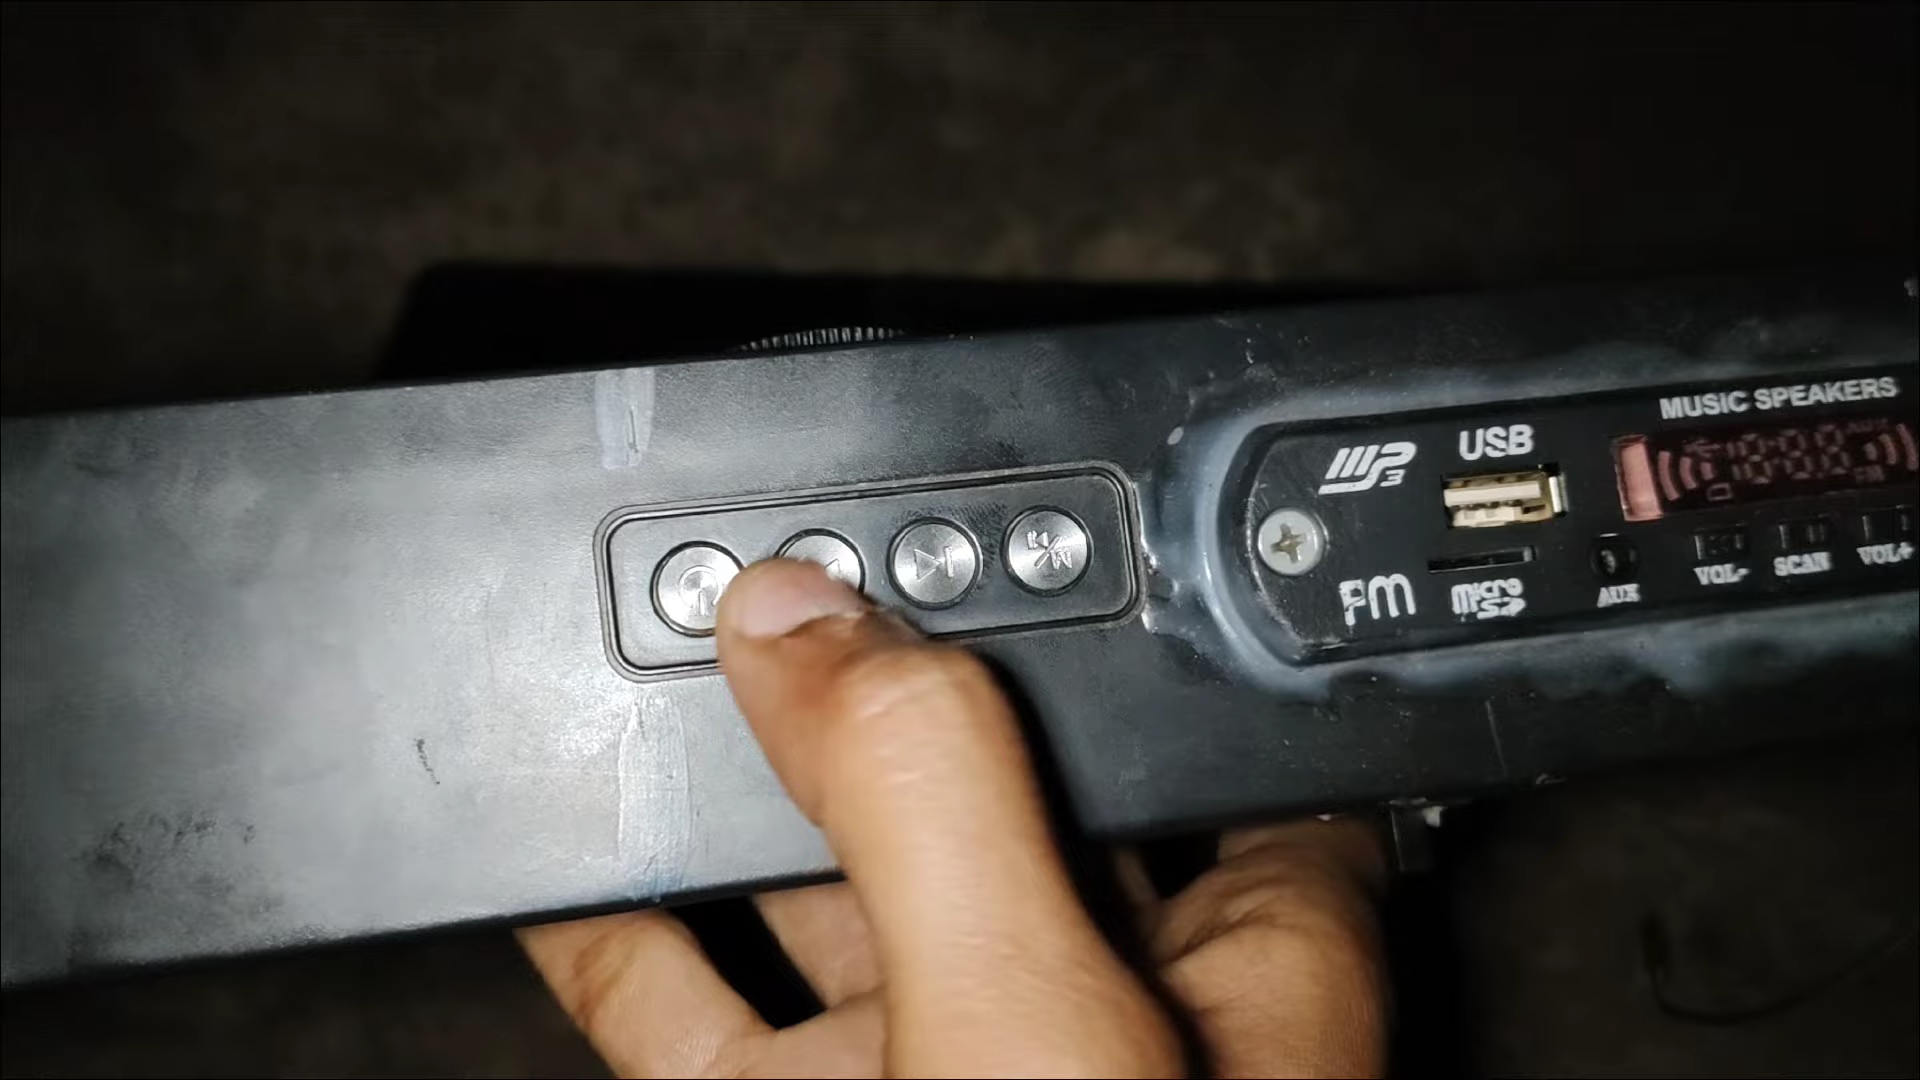 MUSIC SPEAKERS
USB
MP3
FM
micro SD
AUX
VOL-
SCAN
VOL+